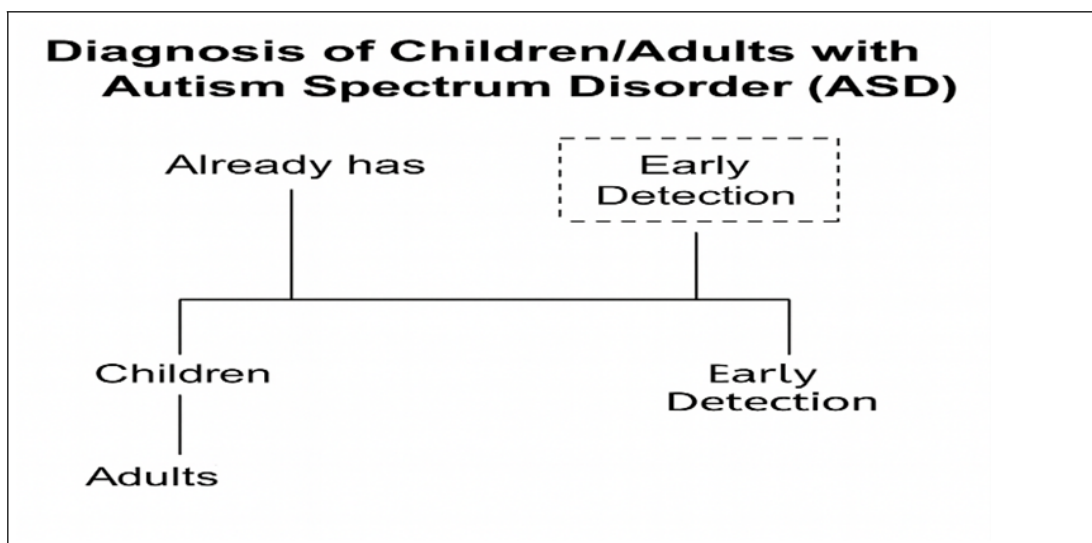 Diagnosis of Children/Adults with
Autism Spectrum Disorder (ASD)
Already has
Early
Detection
Children
Early
Detection
Adults